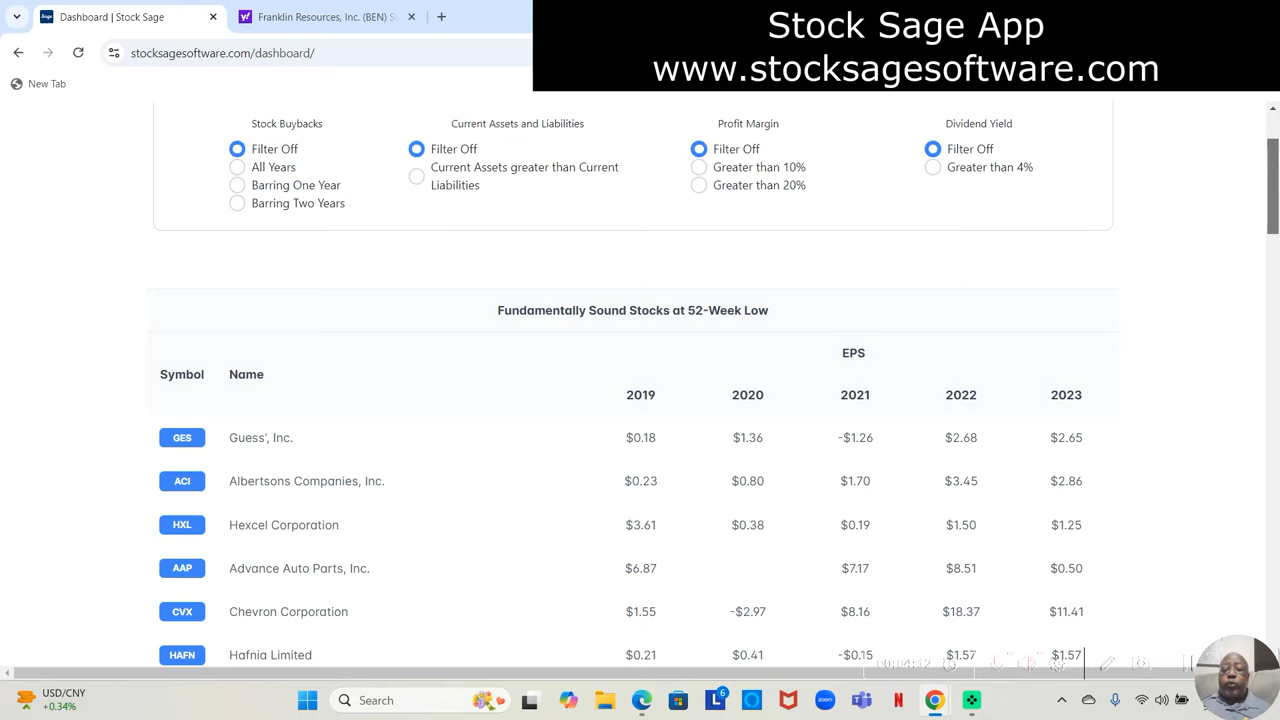 Dashboard | Stock Sage
Franklin Resources, Inc. (BEN) S
Stock Sage App
www.stocksagesoftware.com
stocksagesoftware.com/dashboard/
New Tab
Stock Buybacks
Filter Off
All Years
Barring One Year
Barring Two Years
Current Assets and Liabilities
Filter Off
Current Assets greater than Current
Liabilities
Profit Margin
Filter Off
Greater than 10%
Greater than 20%
Dividend Yield
Filter Off
Greater than 4%
Fundamentally Sound Stocks at 52-Week Low
EPS
Symbol Name
2019 2020 2021 2022 2023
GES Guess', Inc. $0.18 $1.36 -$1.26 $2.68 $2.65
ACI Albertsons Companies, Inc. $0.23 $0.80 $1.70 $3.45 $2.86
HXL Hexcel Corporation $3.61 $0.38 $0.19 $1.50 $1.25
AAP Advance Auto Parts, Inc. $6.87 $7.17 $8.51 $0.50
CVX Chevron Corporation $1.55 -$2.97 $8.16 $18.37 $11.41
HAFN Hafnia Limited $0.21 $0.41 -$0.15 $1.57 $1.57
USD/CNY
+0.34%
Search
6